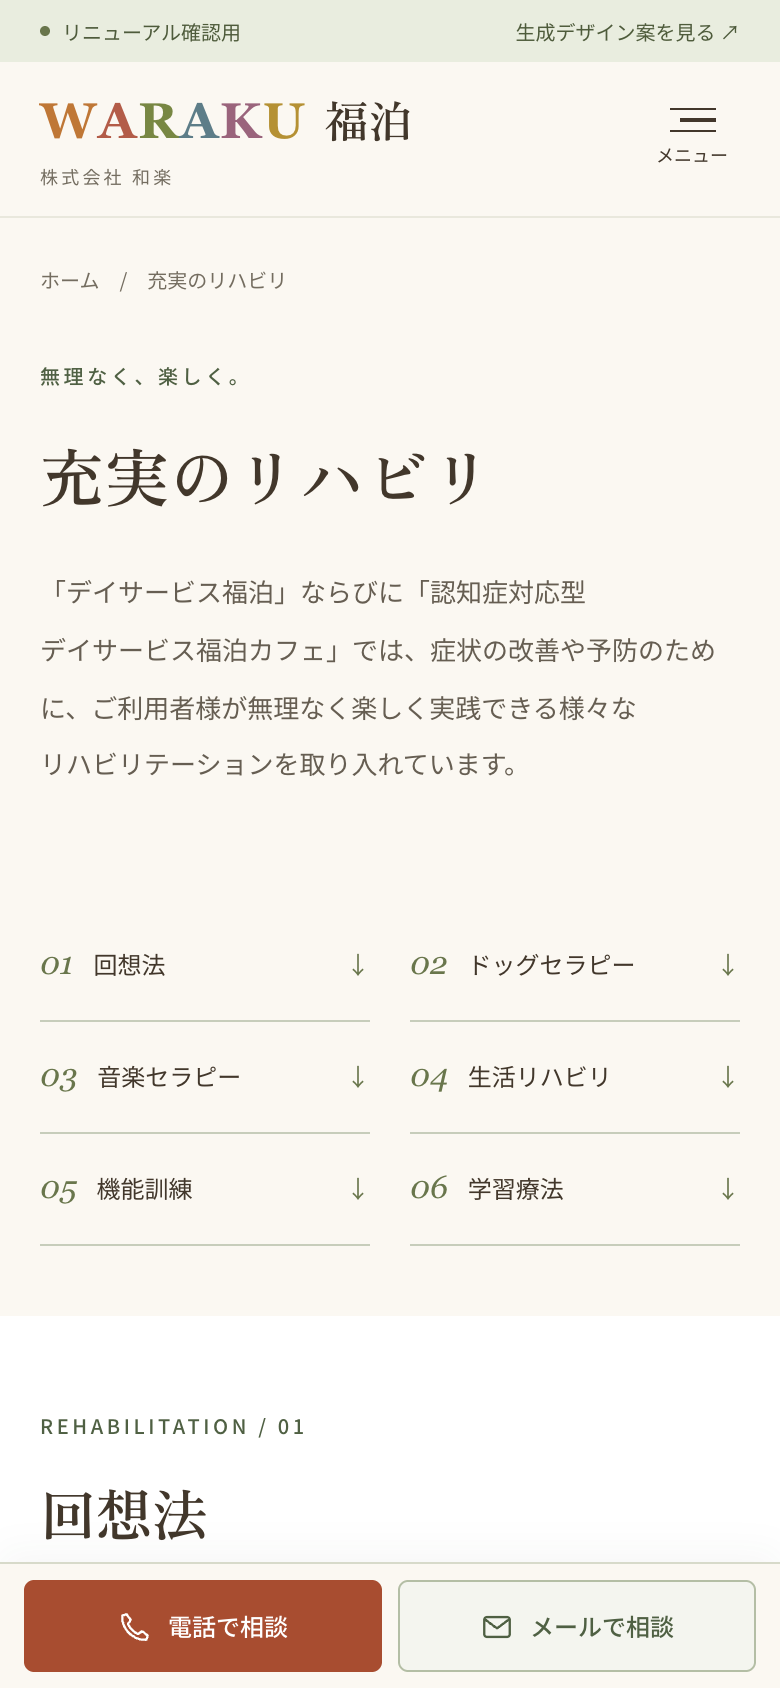 リニューアル確認用
生成デザイン案を見る ↗
WARAKU 福泊
株式会社 和楽
メニュー
ホーム / 充実のリハビリ
無理なく、楽しく。
充実のリハビリ
「デイサービス福泊」ならびに「認知症対応型
デイサービス福泊カフェ」では、症状の改善や予防のため
に、ご利用者様が無理なく楽しく実践できる様々な
リハビリテーションを取り入れています。
01 回想法 ↓
02 ドッグセラピー ↓
03 音楽セラピー ↓
04 生活リハビリ ↓
05 機能訓練 ↓
06 学習療法 ↓
REHABILITATION / 01
回想法
電話で相談
メールで相談